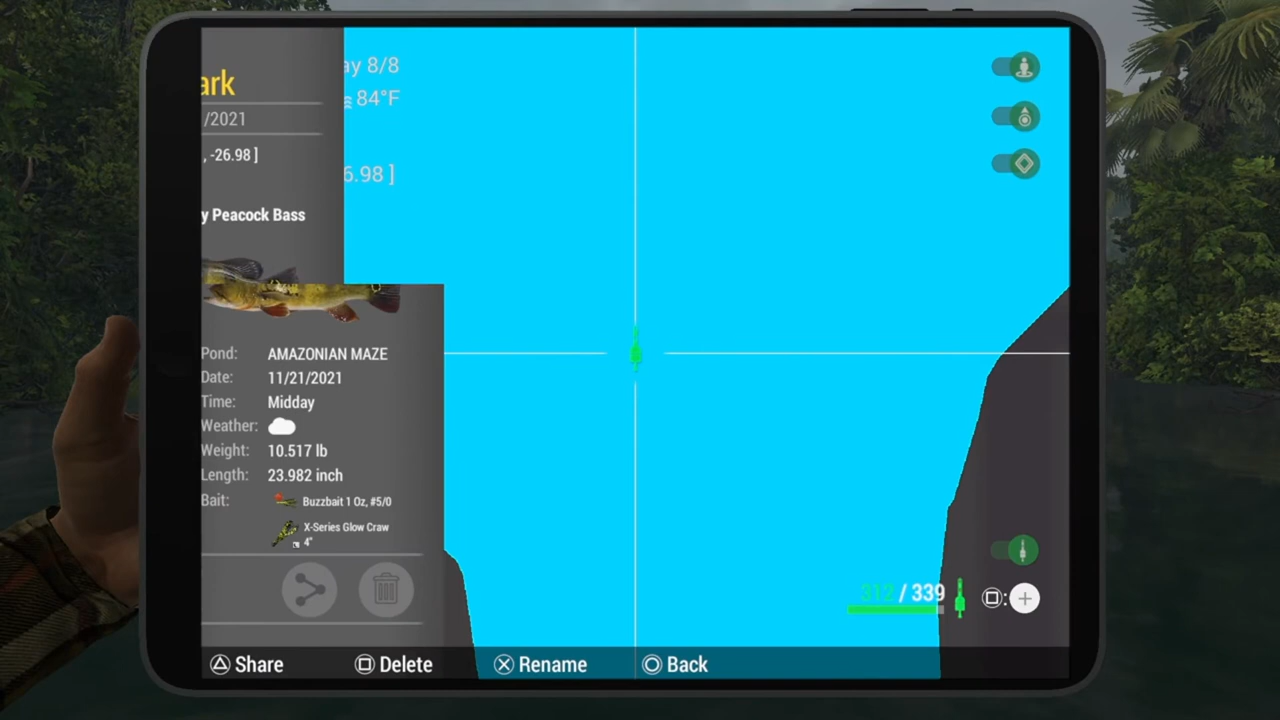 ark
ay 8/8
84°F
/2021
, -26.98 ]
6.98 ]
y Peacock Bass
Pond: AMAZONIAN MAZE
Date: 11/21/2021
Time: Midday
Weather:
Weight: 10.517 lb
Length: 23.982 inch
Bait: Buzzbait 1 Oz, #5/0
X-Series Glow Craw
4"
312 / 339
Share Delete Rename Back